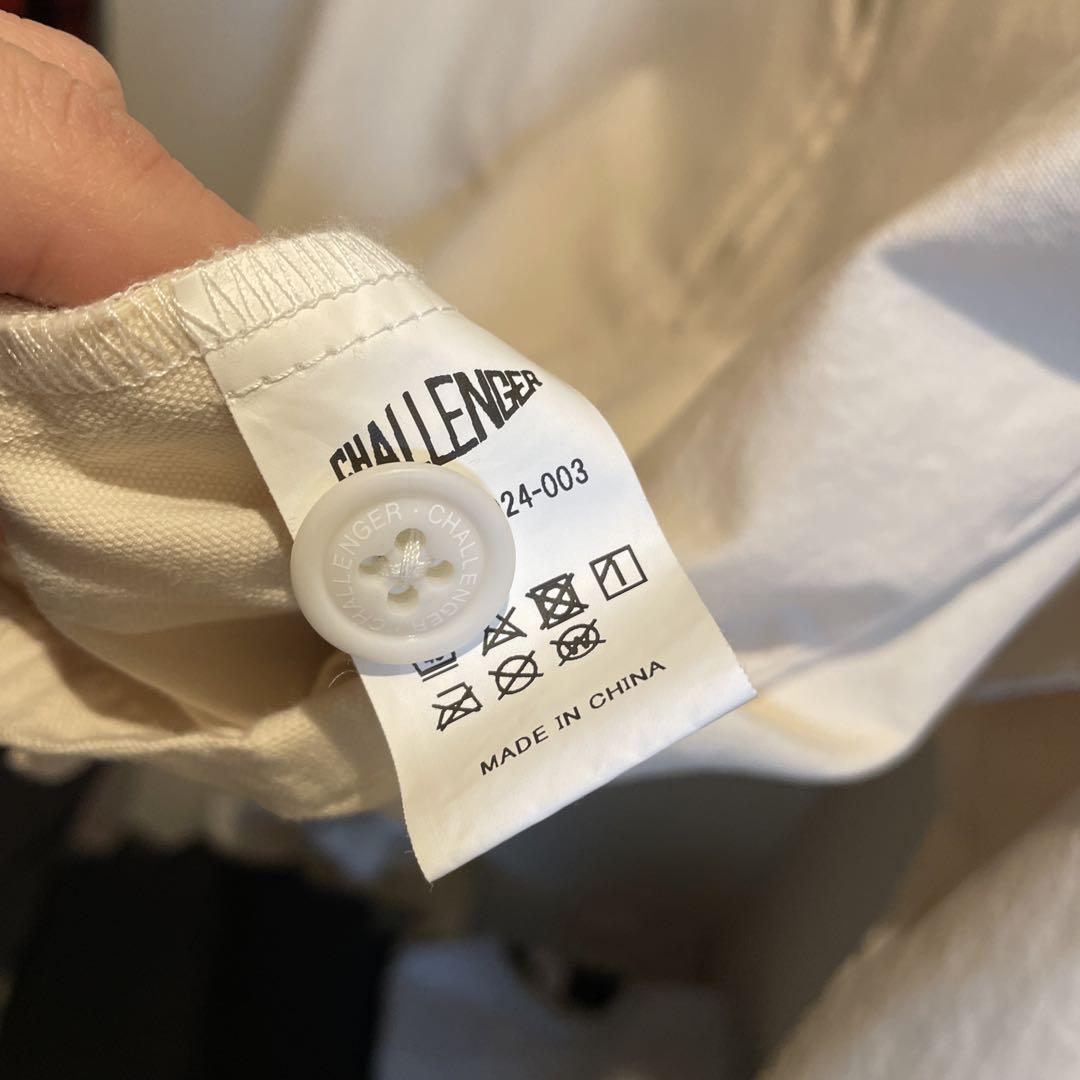 CHALLENGER
24-003
CHALLENGER · CHALLENGER
MADE IN CHINA